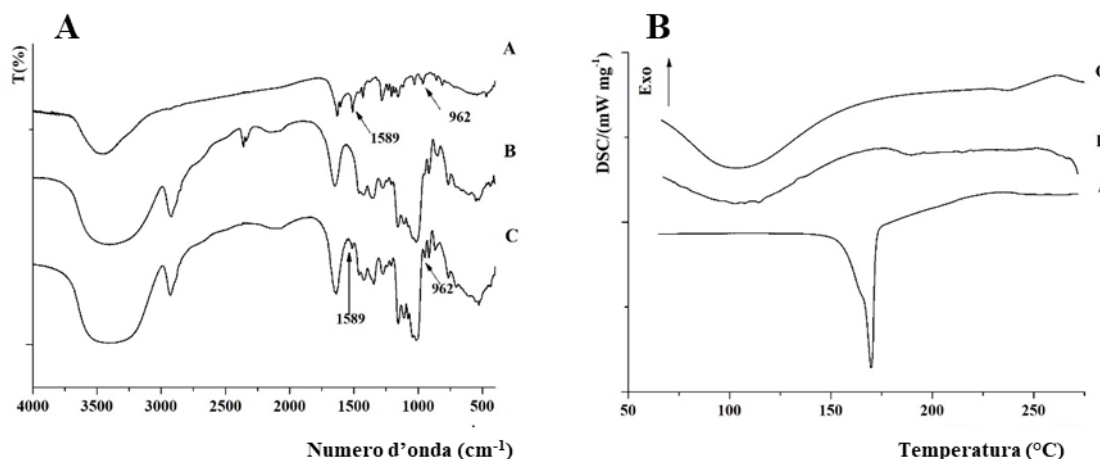 A
T(%)
A
962
1589
B
C
962
1589
4000 3500 3000 2500 2000 1500 1000 500
Numero d'onda (cm-1)
B
Exo
DSC/(mW mg-1)
50 100 150 200 250
Temperatura (°C)